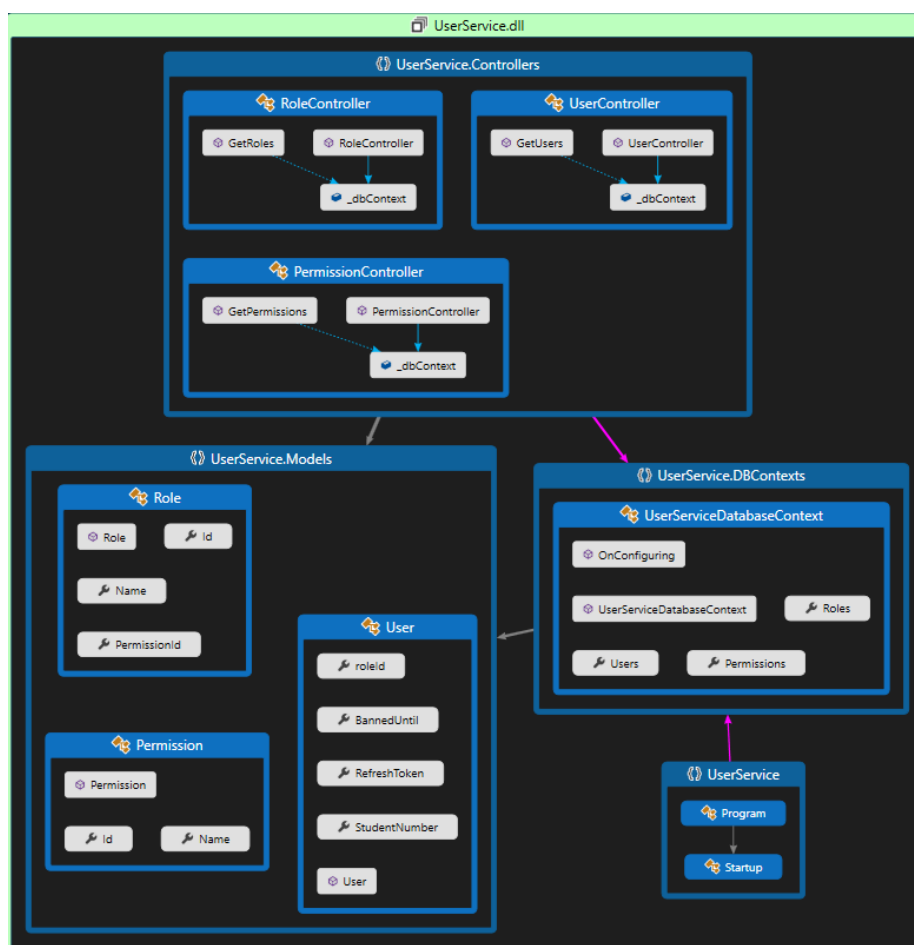 UserService.dll
UserService.Controllers
RoleController
UserController
GetRoles
RoleController
GetUsers
UserController
_dbContext
_dbContext
PermissionController
GetPermissions
PermissionController
_dbContext
UserService.Models
UserService.DBContexts
Role
UserServiceDatabaseContext
Role
Id
OnConfiguring
Name
UserServiceDatabaseContext
Roles
User
PermissionId
roleId
Users
Permissions
BannedUntil
Permission
RefreshToken
UserService
Permission
Program
StudentNumber
Id
Name
Startup
User